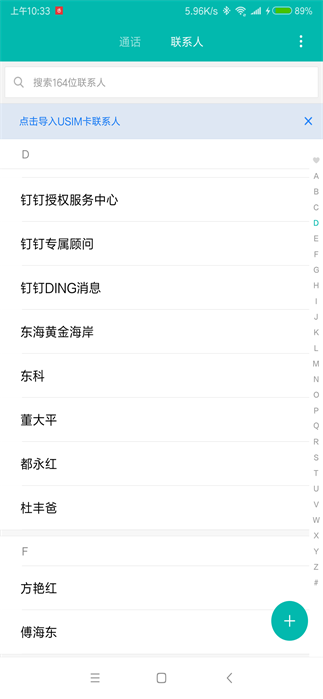 上午10:33
5.96K/s
89%
通话
联系人
搜索164位联系人
点击导入USIM卡联系人
D
钉钉授权服务中心
钉钉专属顾问
钉钉DING消息
东海黄金海岸
东科
董大平
都永红
杜丰爸
F
方艳红
傅海东
A
B
C
D
E
F
G
H
I
J
K
L
M
N
O
P
Q
R
S
T
U
V
W
X
Y
Z
#